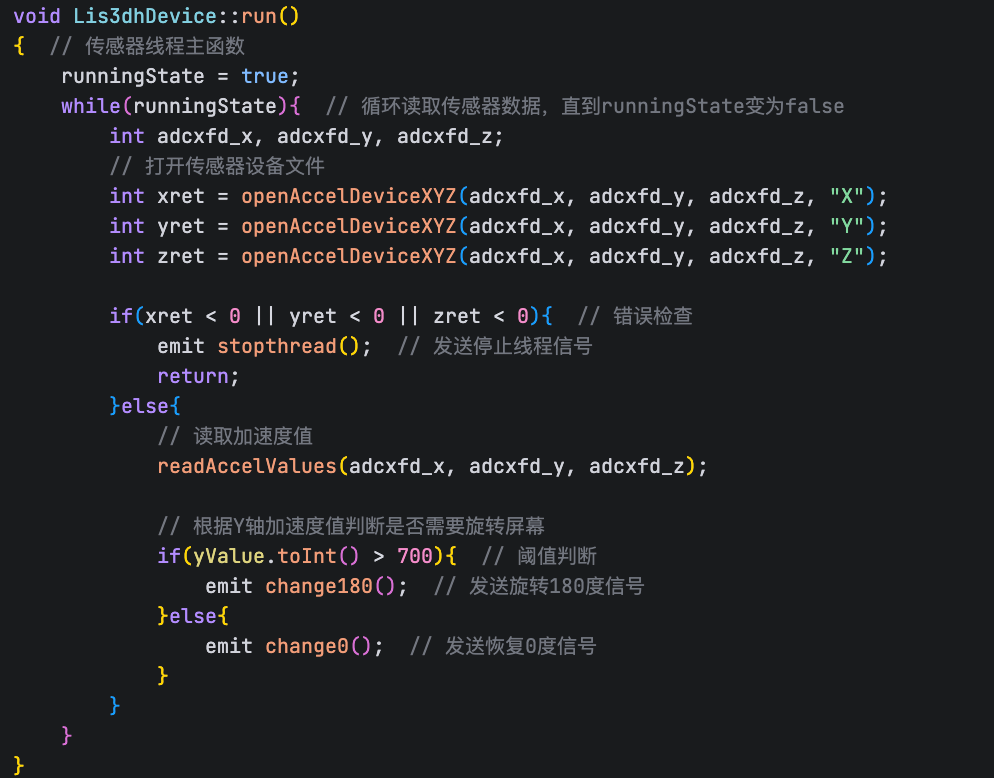 void Lis3dhDevice::run()
{  // 传感器线程主函数
    runningState = true;
    while(runningState){  // 循环读取传感器数据，直到runningState变为false
        int adcxfd_x, adcxfd_y, adcxfd_z;
        // 打开传感器设备文件
        int xret = openAccelDeviceXYZ(adcxfd_x, adcxfd_y, adcxfd_z, "X");
        int yret = openAccelDeviceXYZ(adcxfd_x, adcxfd_y, adcxfd_z, "Y");
        int zret = openAccelDeviceXYZ(adcxfd_x, adcxfd_y, adcxfd_z, "Z");

        if(xret < 0 || yret < 0 || zret < 0){  // 错误检查
            emit stopthread();  // 发送停止线程信号
            return;
        }else{
            // 读取加速度值
            readAccelValues(adcxfd_x, adcxfd_y, adcxfd_z);

            // 根据Y轴加速度值判断是否需要旋转屏幕
            if(yValue.toInt() > 700){  // 阈值判断
                emit change180();  // 发送旋转180度信号
            }else{
                emit change0();  // 发送恢复0度信号
            }
        }
    }
}